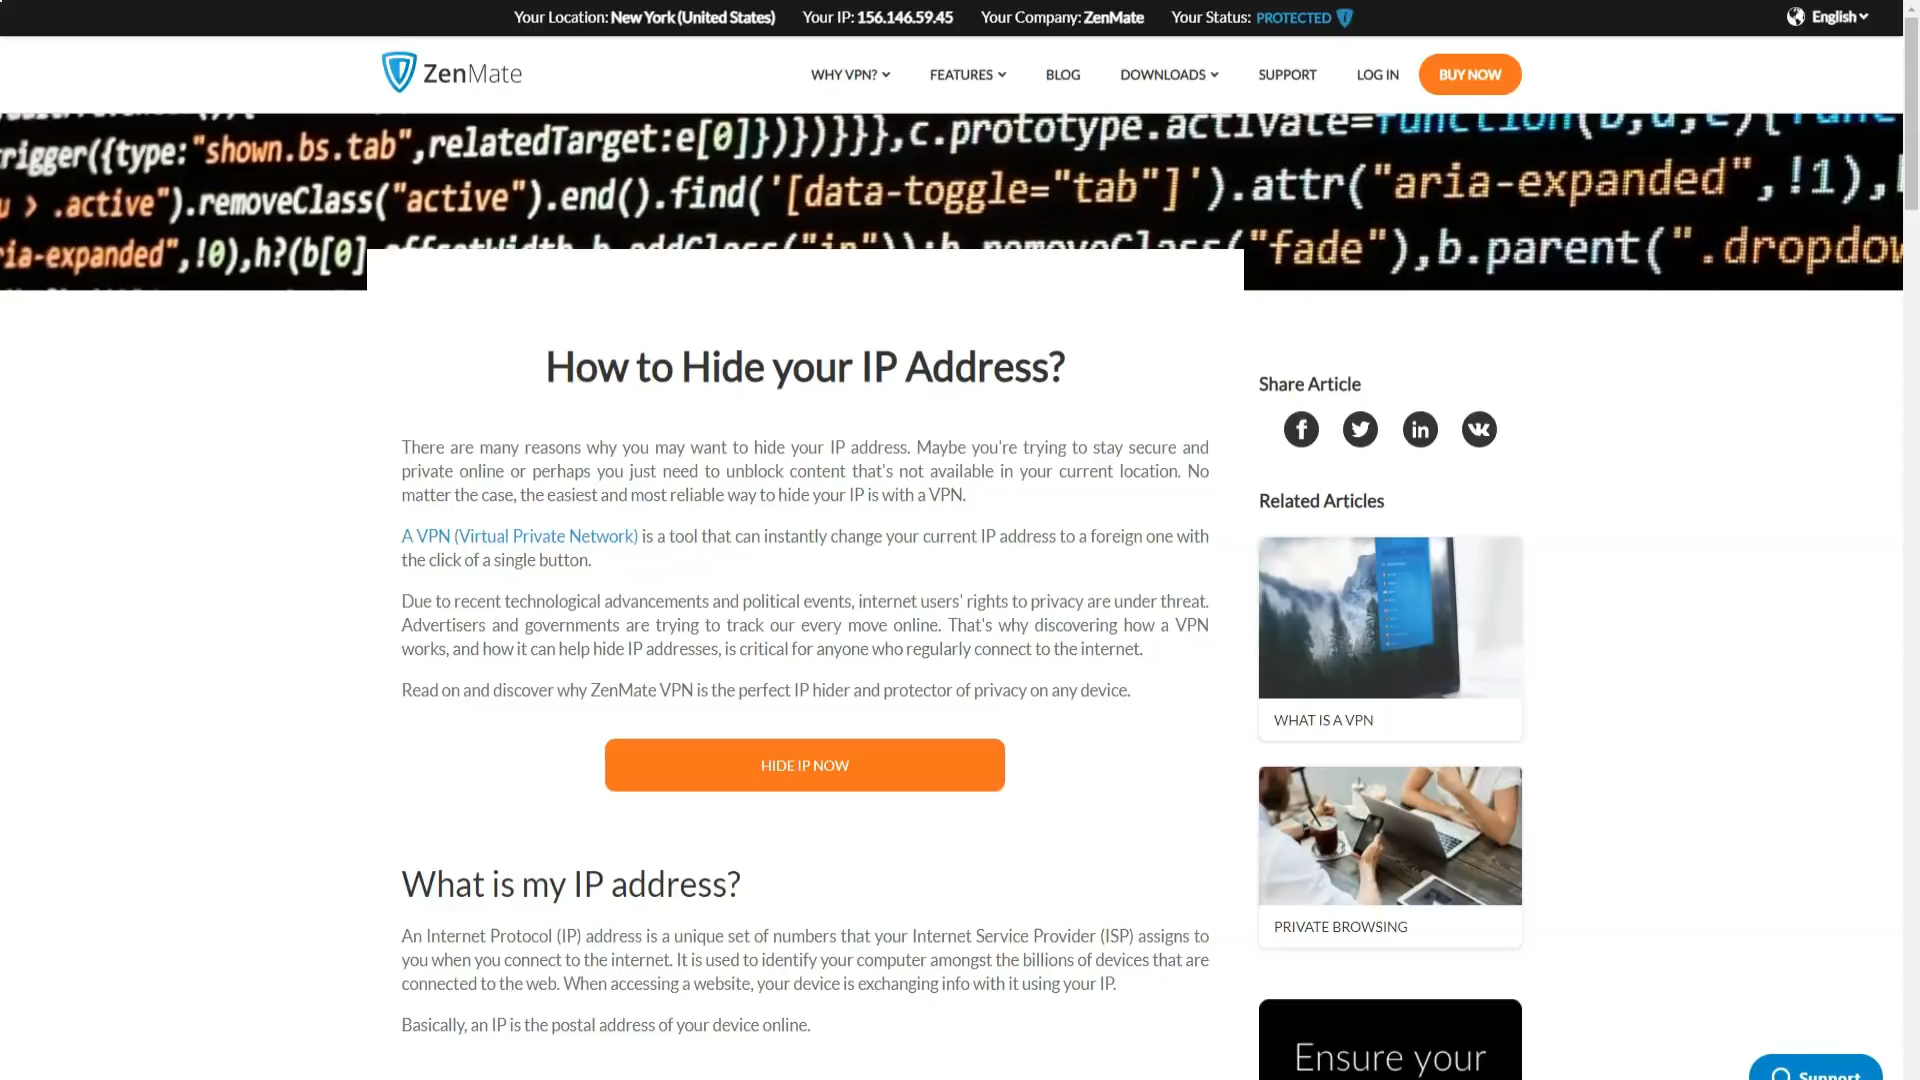 Your Location: New York (United States) Your IP: 156.146.59.45 Your Company: ZenMate Your Status: PROTECTED English
ZenMate WHY VPN? FEATURES BLOG DOWNLOADS SUPPORT LOG IN BUY NOW
rigger({type:"shown.bs.tab",relatedTarget:e[0]})})}}},c.prototype.activate=function(b,d,e){
u > .active").removeClass("active").end().find('[data-toggle="tab"]').attr("aria-expanded",!1),
ia-expanded",!0),h?(b[0].offsetWidth,b.addClass("in")):b.removeClass("fade"),b.parent(".dropdow
How to Hide your IP Address?
There are many reasons why you may want to hide your IP address. Maybe you're trying to stay secure and
private online or perhaps you just need to unblock content that's not available in your current location. No
matter the case, the easiest and most reliable way to hide your IP is with a VPN.
A VPN (Virtual Private Network) is a tool that can instantly change your current IP address to a foreign one with
the click of a single button.
Due to recent technological advancements and political events, internet users' rights to privacy are under threat.
Advertisers and governments are trying to track our every move online. That's why discovering how a VPN
works, and how it can help hide IP addresses, is critical for anyone who regularly connect to the internet.
Read on and discover why ZenMate VPN is the perfect IP hider and protector of privacy on any device.
HIDE IP NOW
What is my IP address?
An Internet Protocol (IP) address is a unique set of numbers that your Internet Service Provider (ISP) assigns to
you when you connect to the internet. It is used to identify your computer amongst the billions of devices that are
connected to the web. When accessing a website, your device is exchanging info with it using your IP.
Basically, an IP is the postal address of your device online.
Share Article
Related Articles
WHAT IS A VPN
PRIVATE BROWSING
Ensure your
Support